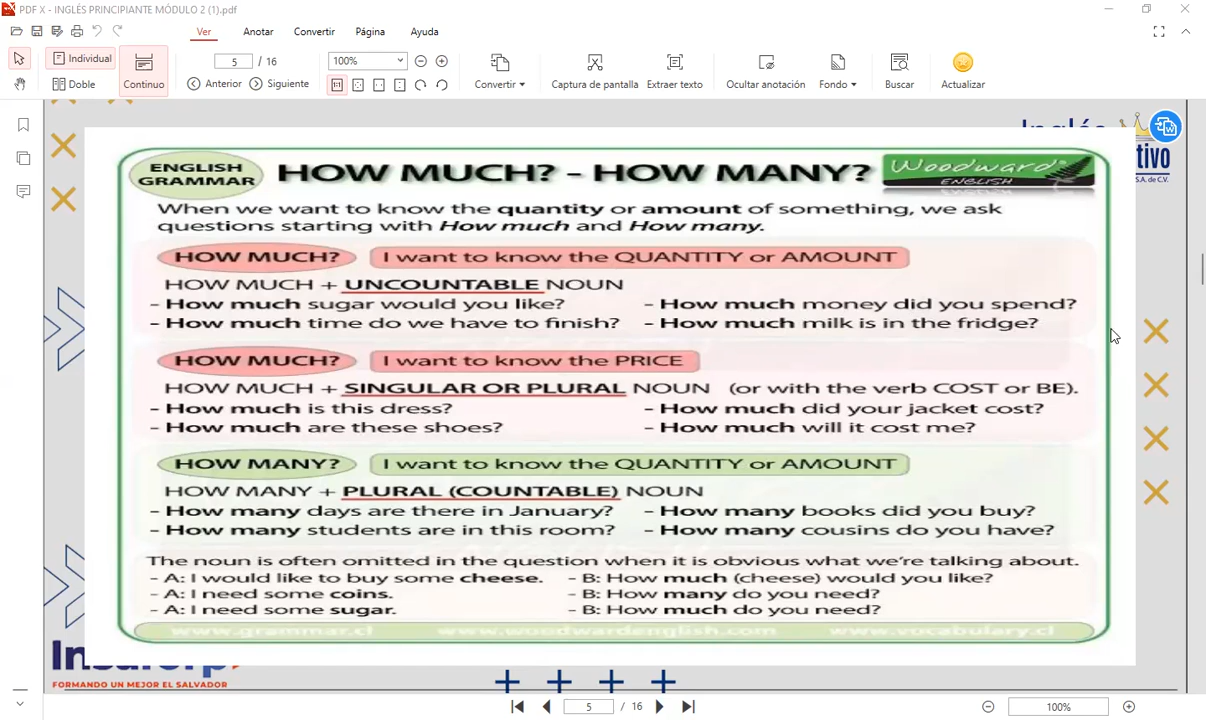 PDF X - INGLÉS PRINCIPIANTE MÓDULO 2 (1).pdf
Ver Anotar Convertir Página Ayuda
Individual
Doble
Continuo
5 / 16
Anterior Siguiente
100%
Convertir
Captura de pantalla
Extraer texto
Ocultar anotación
Fondo
Buscar
Actualizar
ENGLISH GRAMMAR
HOW MUCH? - HOW MANY?
Woodward®
ENGLISH
tivo
S.A. de C.V.
When we want to know the quantity or amount of something, we ask
questions starting with How much and How many.
HOW MUCH? I want to know the QUANTITY or AMOUNT
HOW MUCH + UNCOUNTABLE NOUN
- How much sugar would you like? - How much money did you spend?
- How much time do we have to finish? - How much milk is in the fridge?
HOW MUCH? I want to know the PRICE
HOW MUCH + SINGULAR OR PLURAL NOUN (or with the verb COST or BE).
- How much is this dress? - How much did your jacket cost?
- How much are these shoes? - How much will it cost me?
HOW MANY? I want to know the QUANTITY or AMOUNT
HOW MANY + PLURAL (COUNTABLE) NOUN
- How many days are there in January? - How many books did you buy?
- How many students are in this room? - How many cousins do you have?
The noun is often omitted in the question when it is obvious what we're talking about.
- A: I would like to buy some cheese. - B: How much (cheese) would you like?
- A: I need some coins. - B: How many do you need?
- A: I need some sugar. - B: How much do you need?
www.grammar.cl www.woodwardenglish.com www.vocabulary.cl
FORMANDO UN MEJOR EL SALVADOR
5 / 16
100%